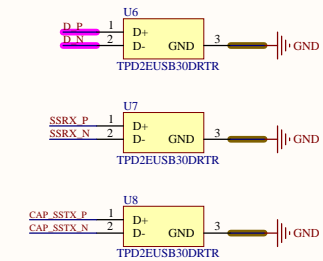 U6
D_P 1 D+
D_N 2 D- GND 3 GND
TPD2EUSB30DRTR
U7
SSRX_P 1 D+
SSRX_N 2 D- GND 3 GND
TPD2EUSB30DRTR
U8
CAP_SSTX_P 1 D+
CAP_SSTX_N 2 D- GND 3 GND
TPD2EUSB30DRTR